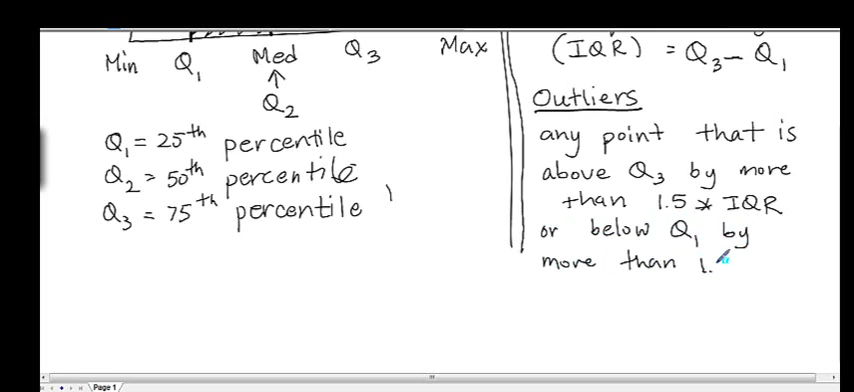 Min Q1 Med Q3 Max
Q2
Q1 = 25th percentile
Q2 = 50th percentile
Q3 = 75th percentile
(IQR) = Q3 - Q1
Outliers
any point that is
above Q3 by more
than 1.5 * IQR
or below Q1 by
more than 1.
Page 1